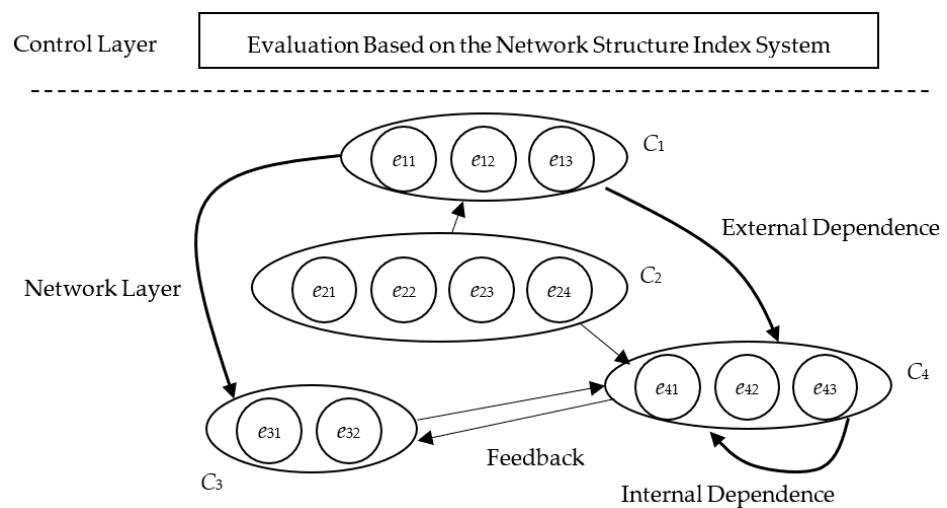 Control Layer
Evaluation Based on the Network Structure Index System
C1
e11 e12 e13
External Dependence
C2
Network Layer
e21 e22 e23 e24
C4
e41 e42 e43
e31 e32
Feedback
C3
Internal Dependence